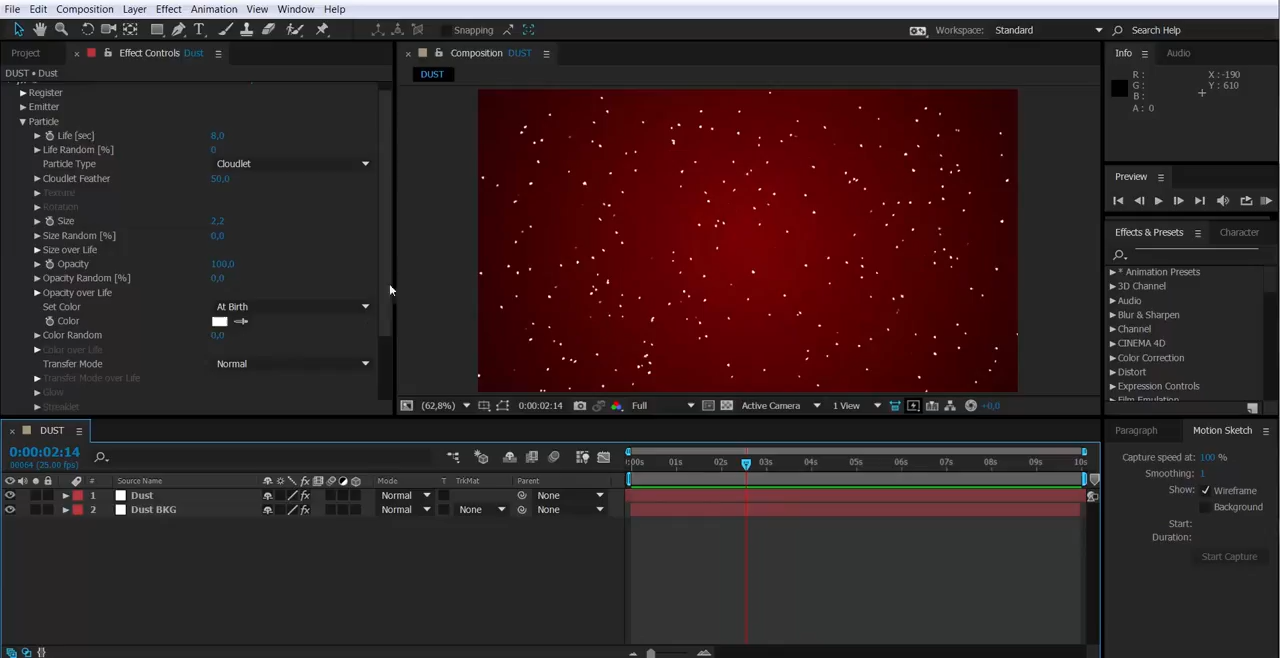 File Edit Composition Layer Effect Animation View Window Help
Snapping Workspace: Standard Search Help
Project × Effect Controls Dust × Composition DUST Info Audio
DUST • Dust
DUST
R : X : -190
G : Y : 610
B :
A : 0
Register
Emitter
Particle
Life [sec] 8,0
Life Random [%] 0
Particle Type Cloudlet
Cloudlet Feather 50,0
Texture
Rotation
Size 2,2
Size Random [%] 0,0
Size over Life
Opacity 100,0
Opacity Random [%] 0,0
Opacity over Life
Set Color At Birth
Color
Color Random 0,0
Color over Life
Transfer Mode Normal
Transfer Mode over Life
Glow
Streaklet
(62,8%) 0:00:02:14 Full Active Camera 1 View +0,0
Preview
Effects & Presets Character
* Animation Presets
3D Channel
Audio
Blur & Sharpen
Channel
CINEMA 4D
Color Correction
Distort
Expression Controls
Film Emulation
× DUST
0:00:02:14
00064 (25.00 fps)
:00s 01s 02s 03s 04s 05s 06s 07s 08s 09s 10s
# Source Name Mode T TrkMat Parent
1 Dust Normal None
2 Dust BKG Normal None None
Paragraph Motion Sketch
Capture speed at: 100 %
Smoothing: 1
Show: Wireframe
Background
Start:
Duration:
Start Capture